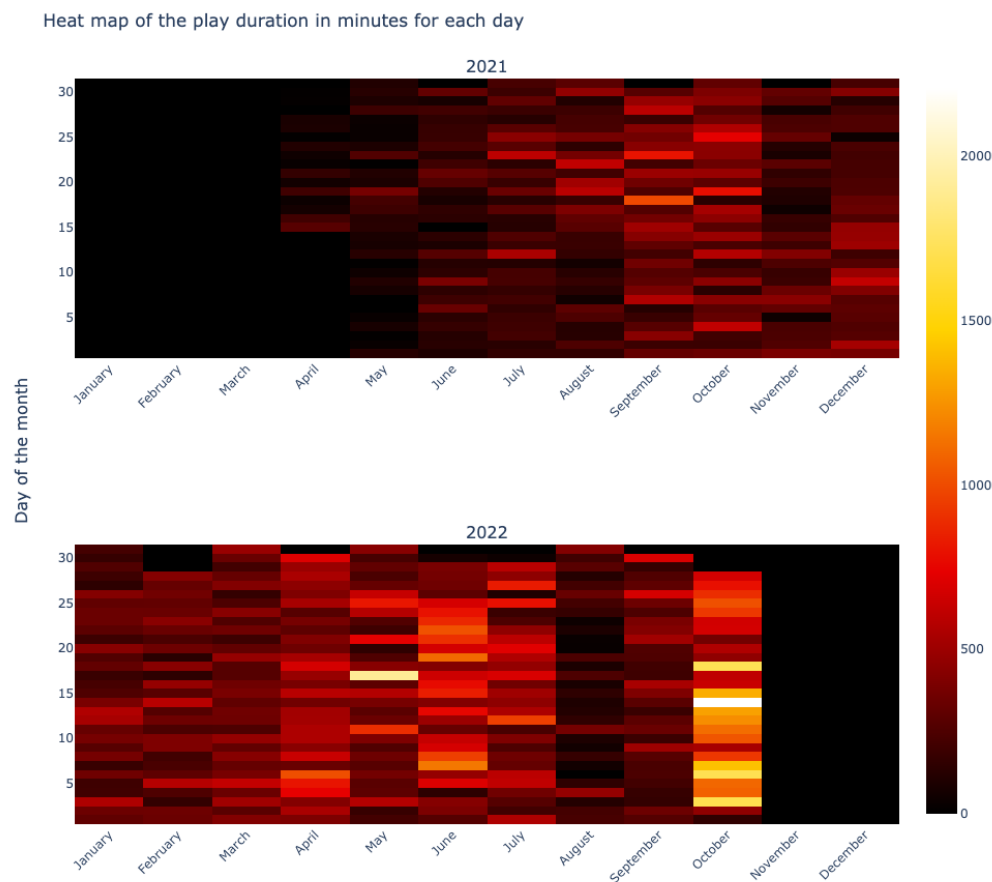 Heat map of the play duration in minutes for each day
2021
30
25
20
15
10
5
January
February
March
April
May
June
July
August
September
October
November
December
Day of the month
2022
30
25
20
15
10
5
January
February
March
April
May
June
July
August
September
October
November
December
2000
1500
1000
500
0